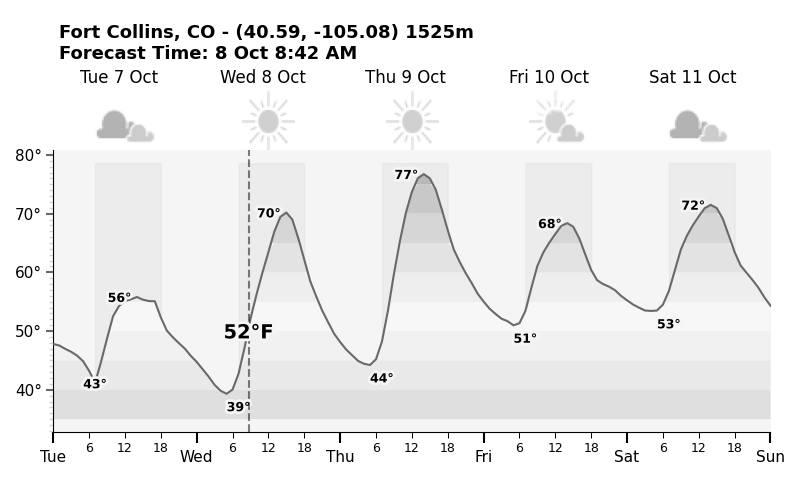 Fort Collins, CO - (40.59, -105.08) 1525m
Forecast Time: 8 Oct 8:42 AM
Tue 7 Oct Wed 8 Oct Thu 9 Oct Fri 10 Oct Sat 11 Oct
80°
77°
70° 70° 72°
68°
60°
56°
50° 52°F 51° 53°
40° 43° 39° 44°
6 12 18 6 12 18 6 12 18 6 12 18 6 12 18
Tue Wed Thu Fri Sat Sun